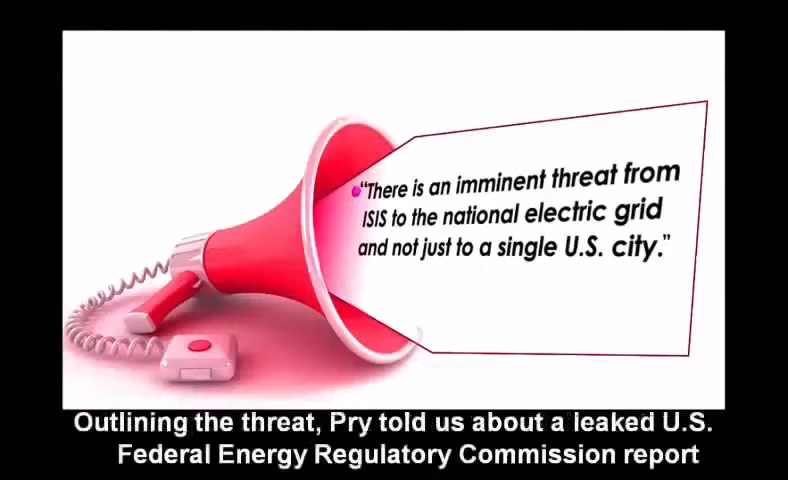 "There is an imminent threat from
ISIS to the national electric grid
and not just to a single U.S. city."
Outlining the threat, Pry told us about a leaked U.S.
Federal Energy Regulatory Commission report